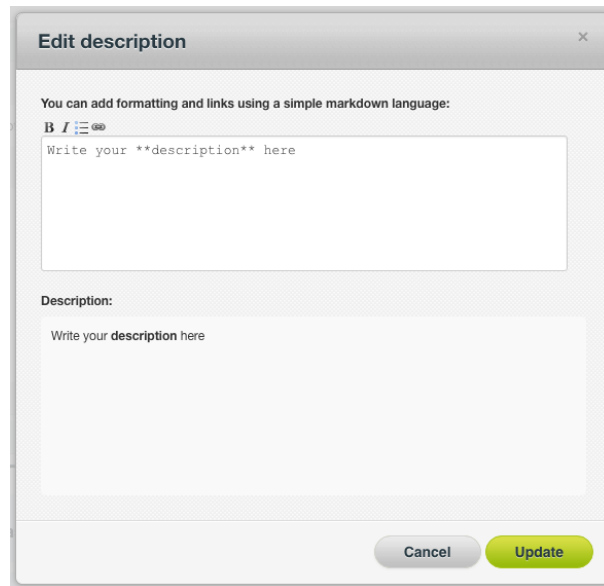 Edit description
×
You can add formatting and links using a simple markdown language:
B I
Write your **description** here
Description:
Write your description here
Cancel Update